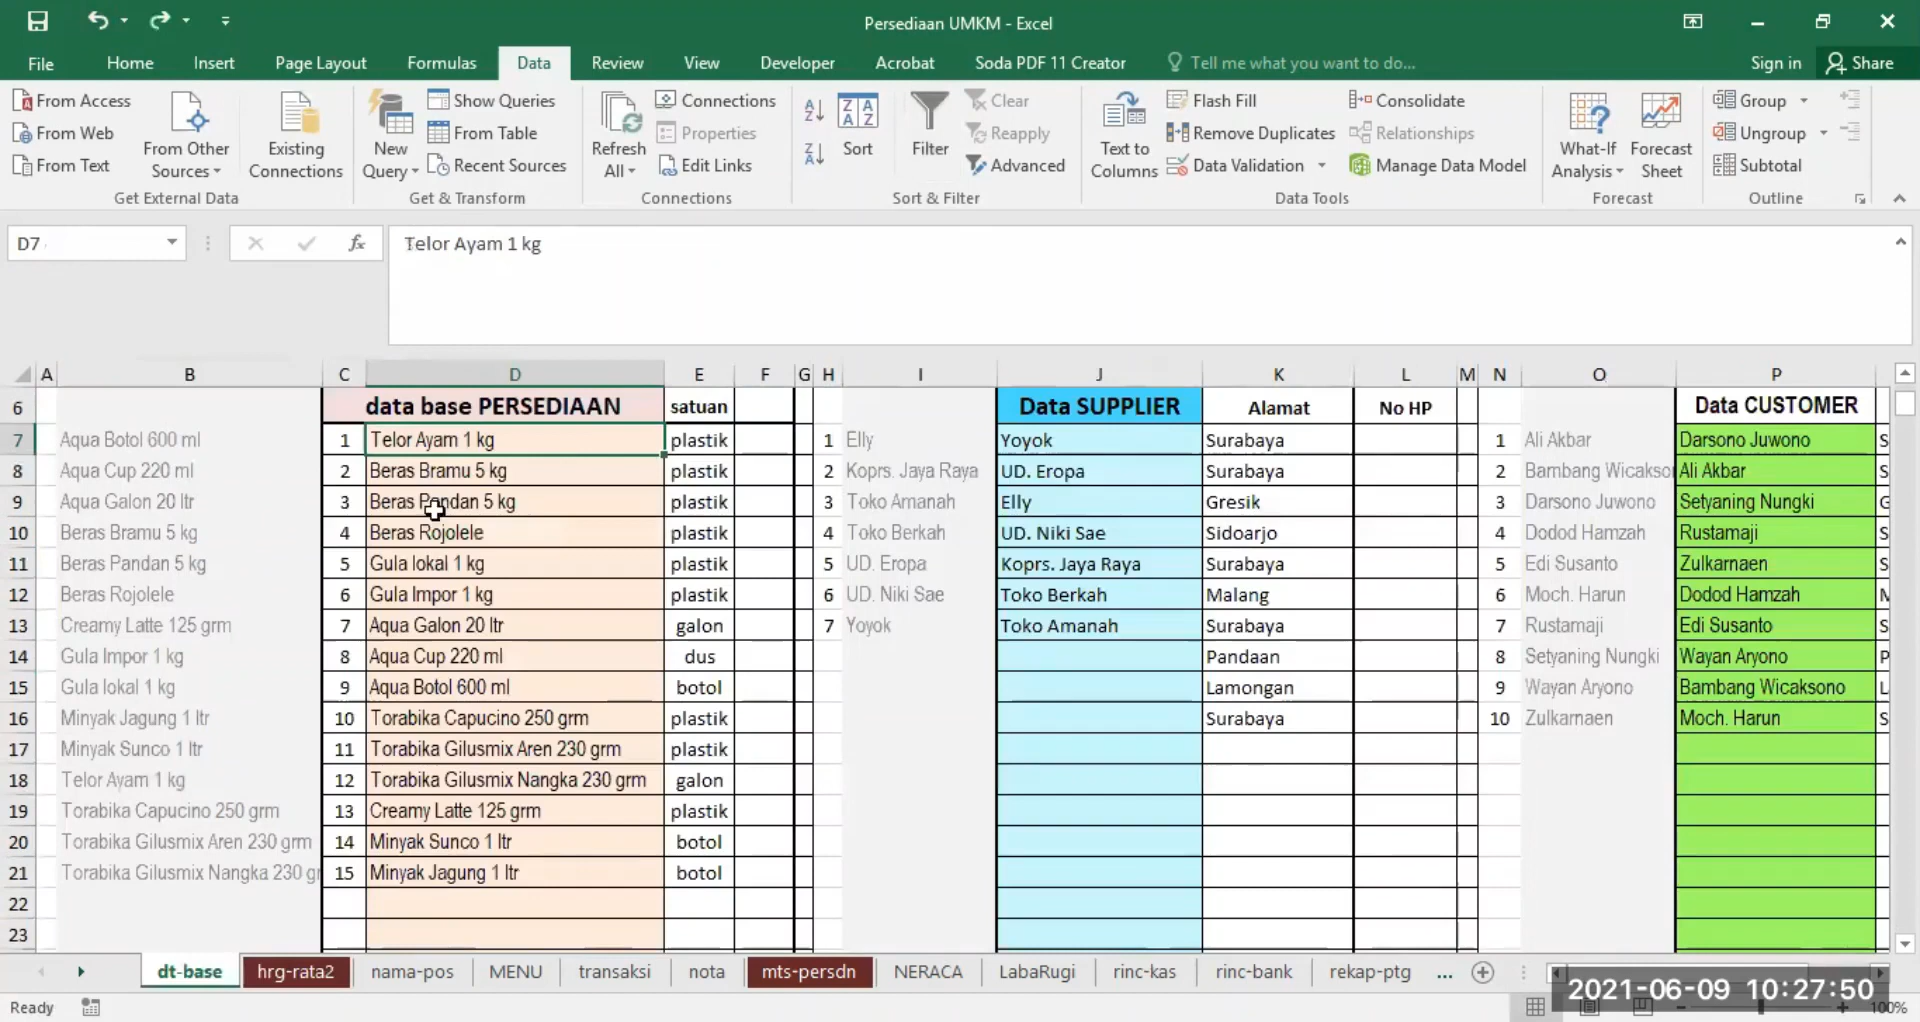 Persediaan UMKM - Excel
File Home Insert Page Layout Formulas Data Review View Developer Acrobat Soda PDF 11 Creator Tell me what you want to do... Sign in Share
From Access
From Web
From Text
From Other Sources
Existing Connections
Get External Data
New Query
Show Queries
From Table
Recent Sources
Get & Transform
Refresh All
Connections
Properties
Edit Links
Connections
Sort
Filter
Clear
Reapply
Advanced
Sort & Filter
Text to Columns
Flash Fill
Remove Duplicates
Data Validation
Consolidate
Relationships
Manage Data Model
Data Tools
What-If Analysis
Forecast Sheet
Forecast
Group
Ungroup
Subtotal
Outline
D7 fx Telor Ayam 1 kg
A B C D E F G H I J K L M N O P
6 data base PERSEDIAAN satuan Data SUPPLIER Alamat No HP Data CUSTOMER
7 Aqua Botol 600 ml 1 Telor Ayam 1 kg plastik 1 Elly Yoyok Surabaya 1 Ali Akbar Darsono Juwono S
8 Aqua Cup 220 ml 2 Beras Bramu 5 kg plastik 2 Koprs. Jaya Raya UD. Eropa Surabaya 2 Bambang Wicakso Ali Akbar S
9 Aqua Galon 20 ltr 3 Beras Pandan 5 kg plastik 3 Toko Amanah Elly Gresik 3 Darsono Juwono Setyaning Nungki G
10 Beras Bramu 5 kg 4 Beras Rojolele plastik 4 Toko Berkah UD. Niki Sae Sidoarjo 4 Dodod Hamzah Rustamaji S
11 Beras Pandan 5 kg 5 Gula lokal 1 kg plastik 5 UD. Eropa Koprs. Jaya Raya Surabaya 5 Edi Susanto Zulkarnaen S
12 Beras Rojolele 6 Gula Impor 1 kg plastik 6 UD. Niki Sae Toko Berkah Malang 6 Moch. Harun Dodod Hamzah M
13 Creamy Latte 125 grm 7 Aqua Galon 20 ltr galon 7 Yoyok Toko Amanah Surabaya 7 Rustamaji Edi Susanto S
14 Gula Impor 1 kg 8 Aqua Cup 220 ml dus Pandaan 8 Setyaning Nungki Wayan Aryono P
15 Gula lokal 1 kg 9 Aqua Botol 600 ml botol Lamongan 9 Wayan Aryono Bambang Wicaksono L
16 Minyak Jagung 1 ltr 10 Torabika Capucino 250 grm plastik Surabaya 10 Zulkarnaen Moch. Harun S
17 Minyak Sunco 1 ltr 11 Torabika Gilusmix Aren 230 grm plastik
18 Telor Ayam 1 kg 12 Torabika Gilusmix Nangka 230 grm galon
19 Torabika Capucino 250 grm 13 Creamy Latte 125 grm plastik
20 Torabika Gilusmix Aren 230 grm 14 Minyak Sunco 1 ltr botol
21 Torabika Gilusmix Nangka 230 gr 15 Minyak Jagung 1 ltr botol
22
23
dt-base hrg-rata2 nama-pos MENU transaksi nota mts-persdn NERACA LabaRugi rinc-kas rinc-bank rekap-ptg ...
2021-06-09 10:27:50
Ready 100%